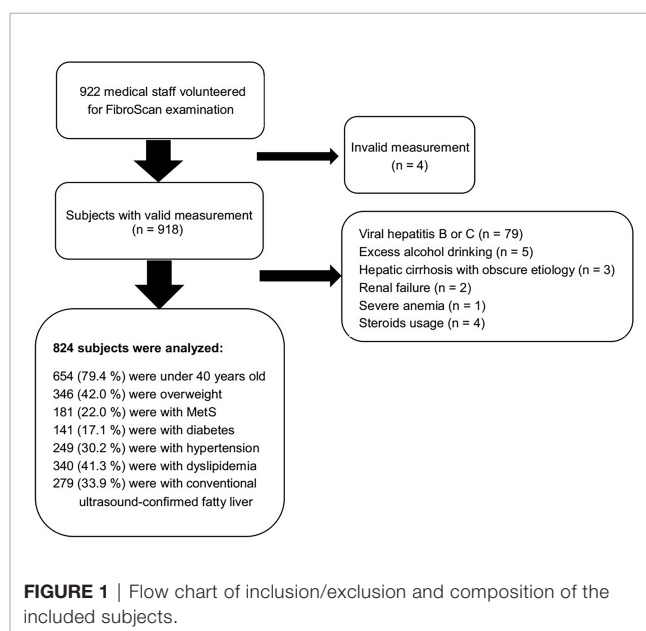 922 medical staff volunteered
for FibroScan examination
Invalid measurement
(n = 4)
Subjects with valid measurement
(n = 918)
Viral hepatitis B or C (n = 79)
Excess alcohol drinking (n = 5)
Hepatic cirrhosis with obscure etiology (n = 3)
Renal failure (n = 2)
Severe anemia (n = 1)
Steroids usage (n = 4)
824 subjects were analyzed:
654 (79.4 %) were under 40 years old
346 (42.0 %) were overweight
181 (22.0 %) were with MetS
141 (17.1 %) were with diabetes
249 (30.2 %) were with hypertension
340 (41.3 %) were with dyslipidemia
279 (33.9 %) were with conventional
ultrasound-confirmed fatty liver
FIGURE 1 | Flow chart of inclusion/exclusion and composition of the
included subjects.